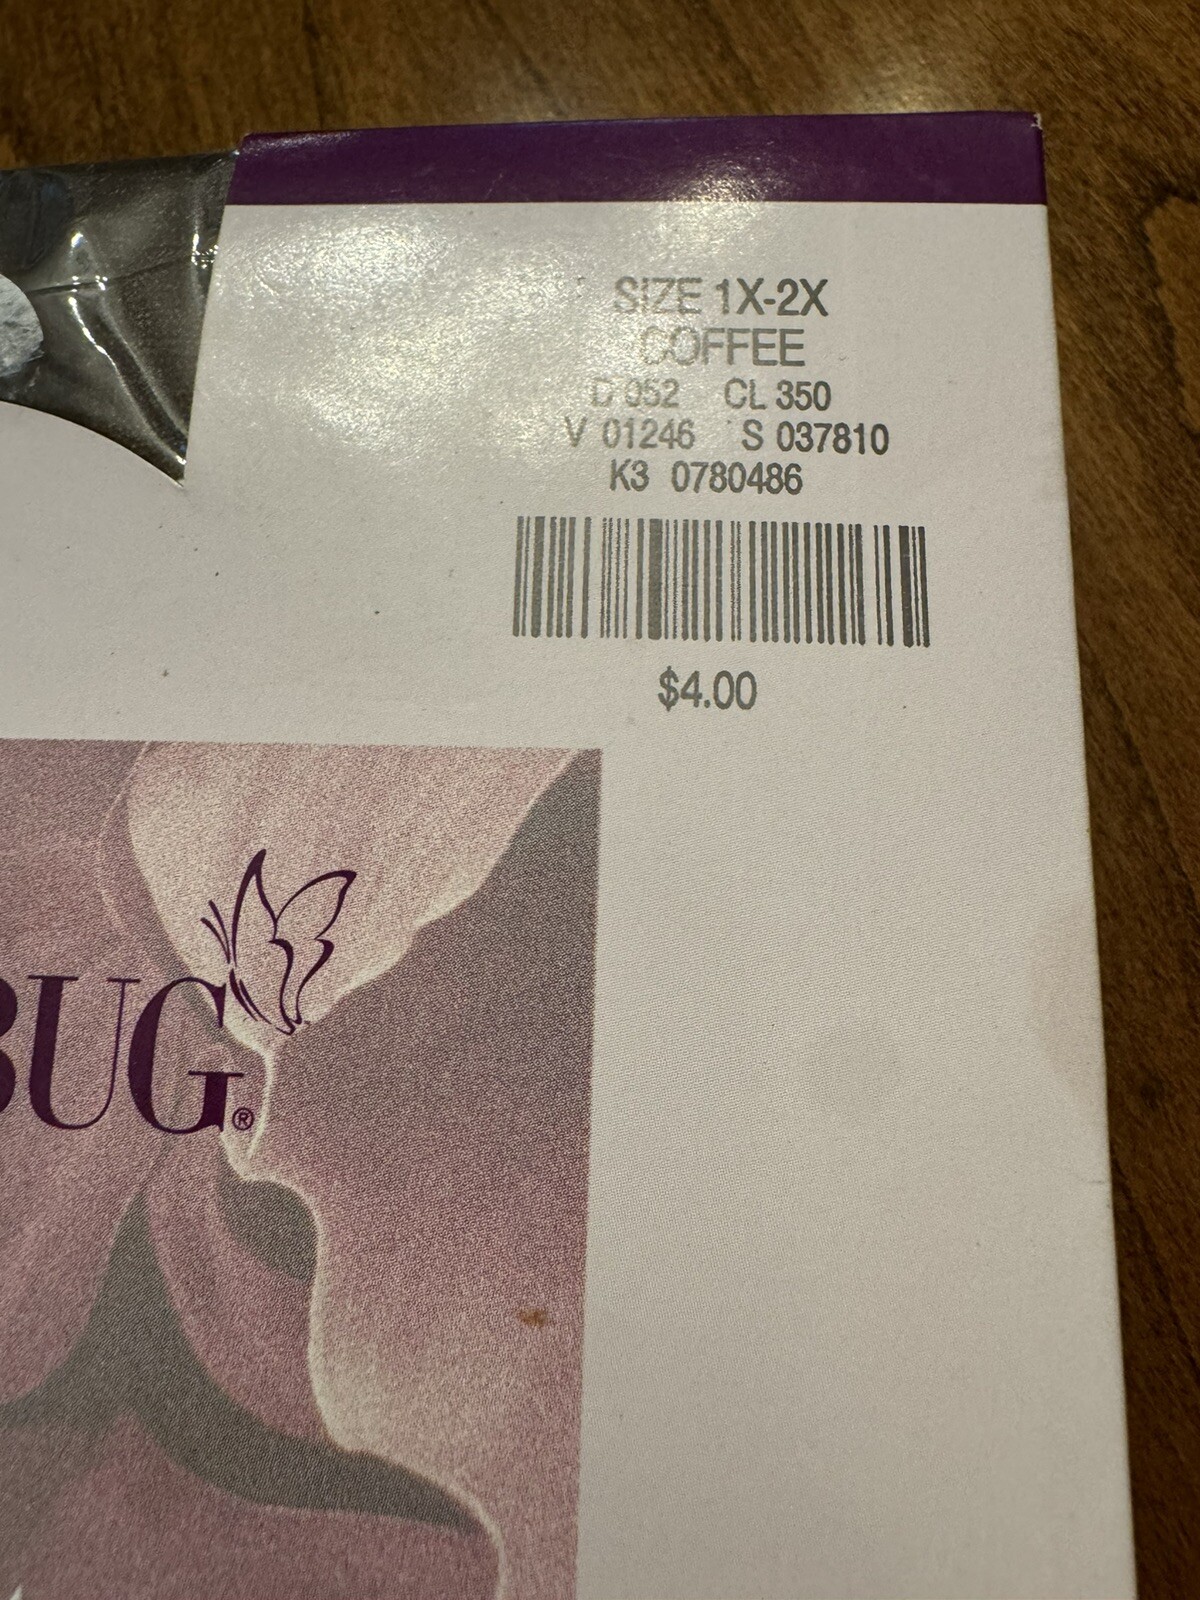 SIZE 1X-2X
COFFEE
D 052 CL 350
V 01246 S 037810
K3 0780486
$4.00
BUG®